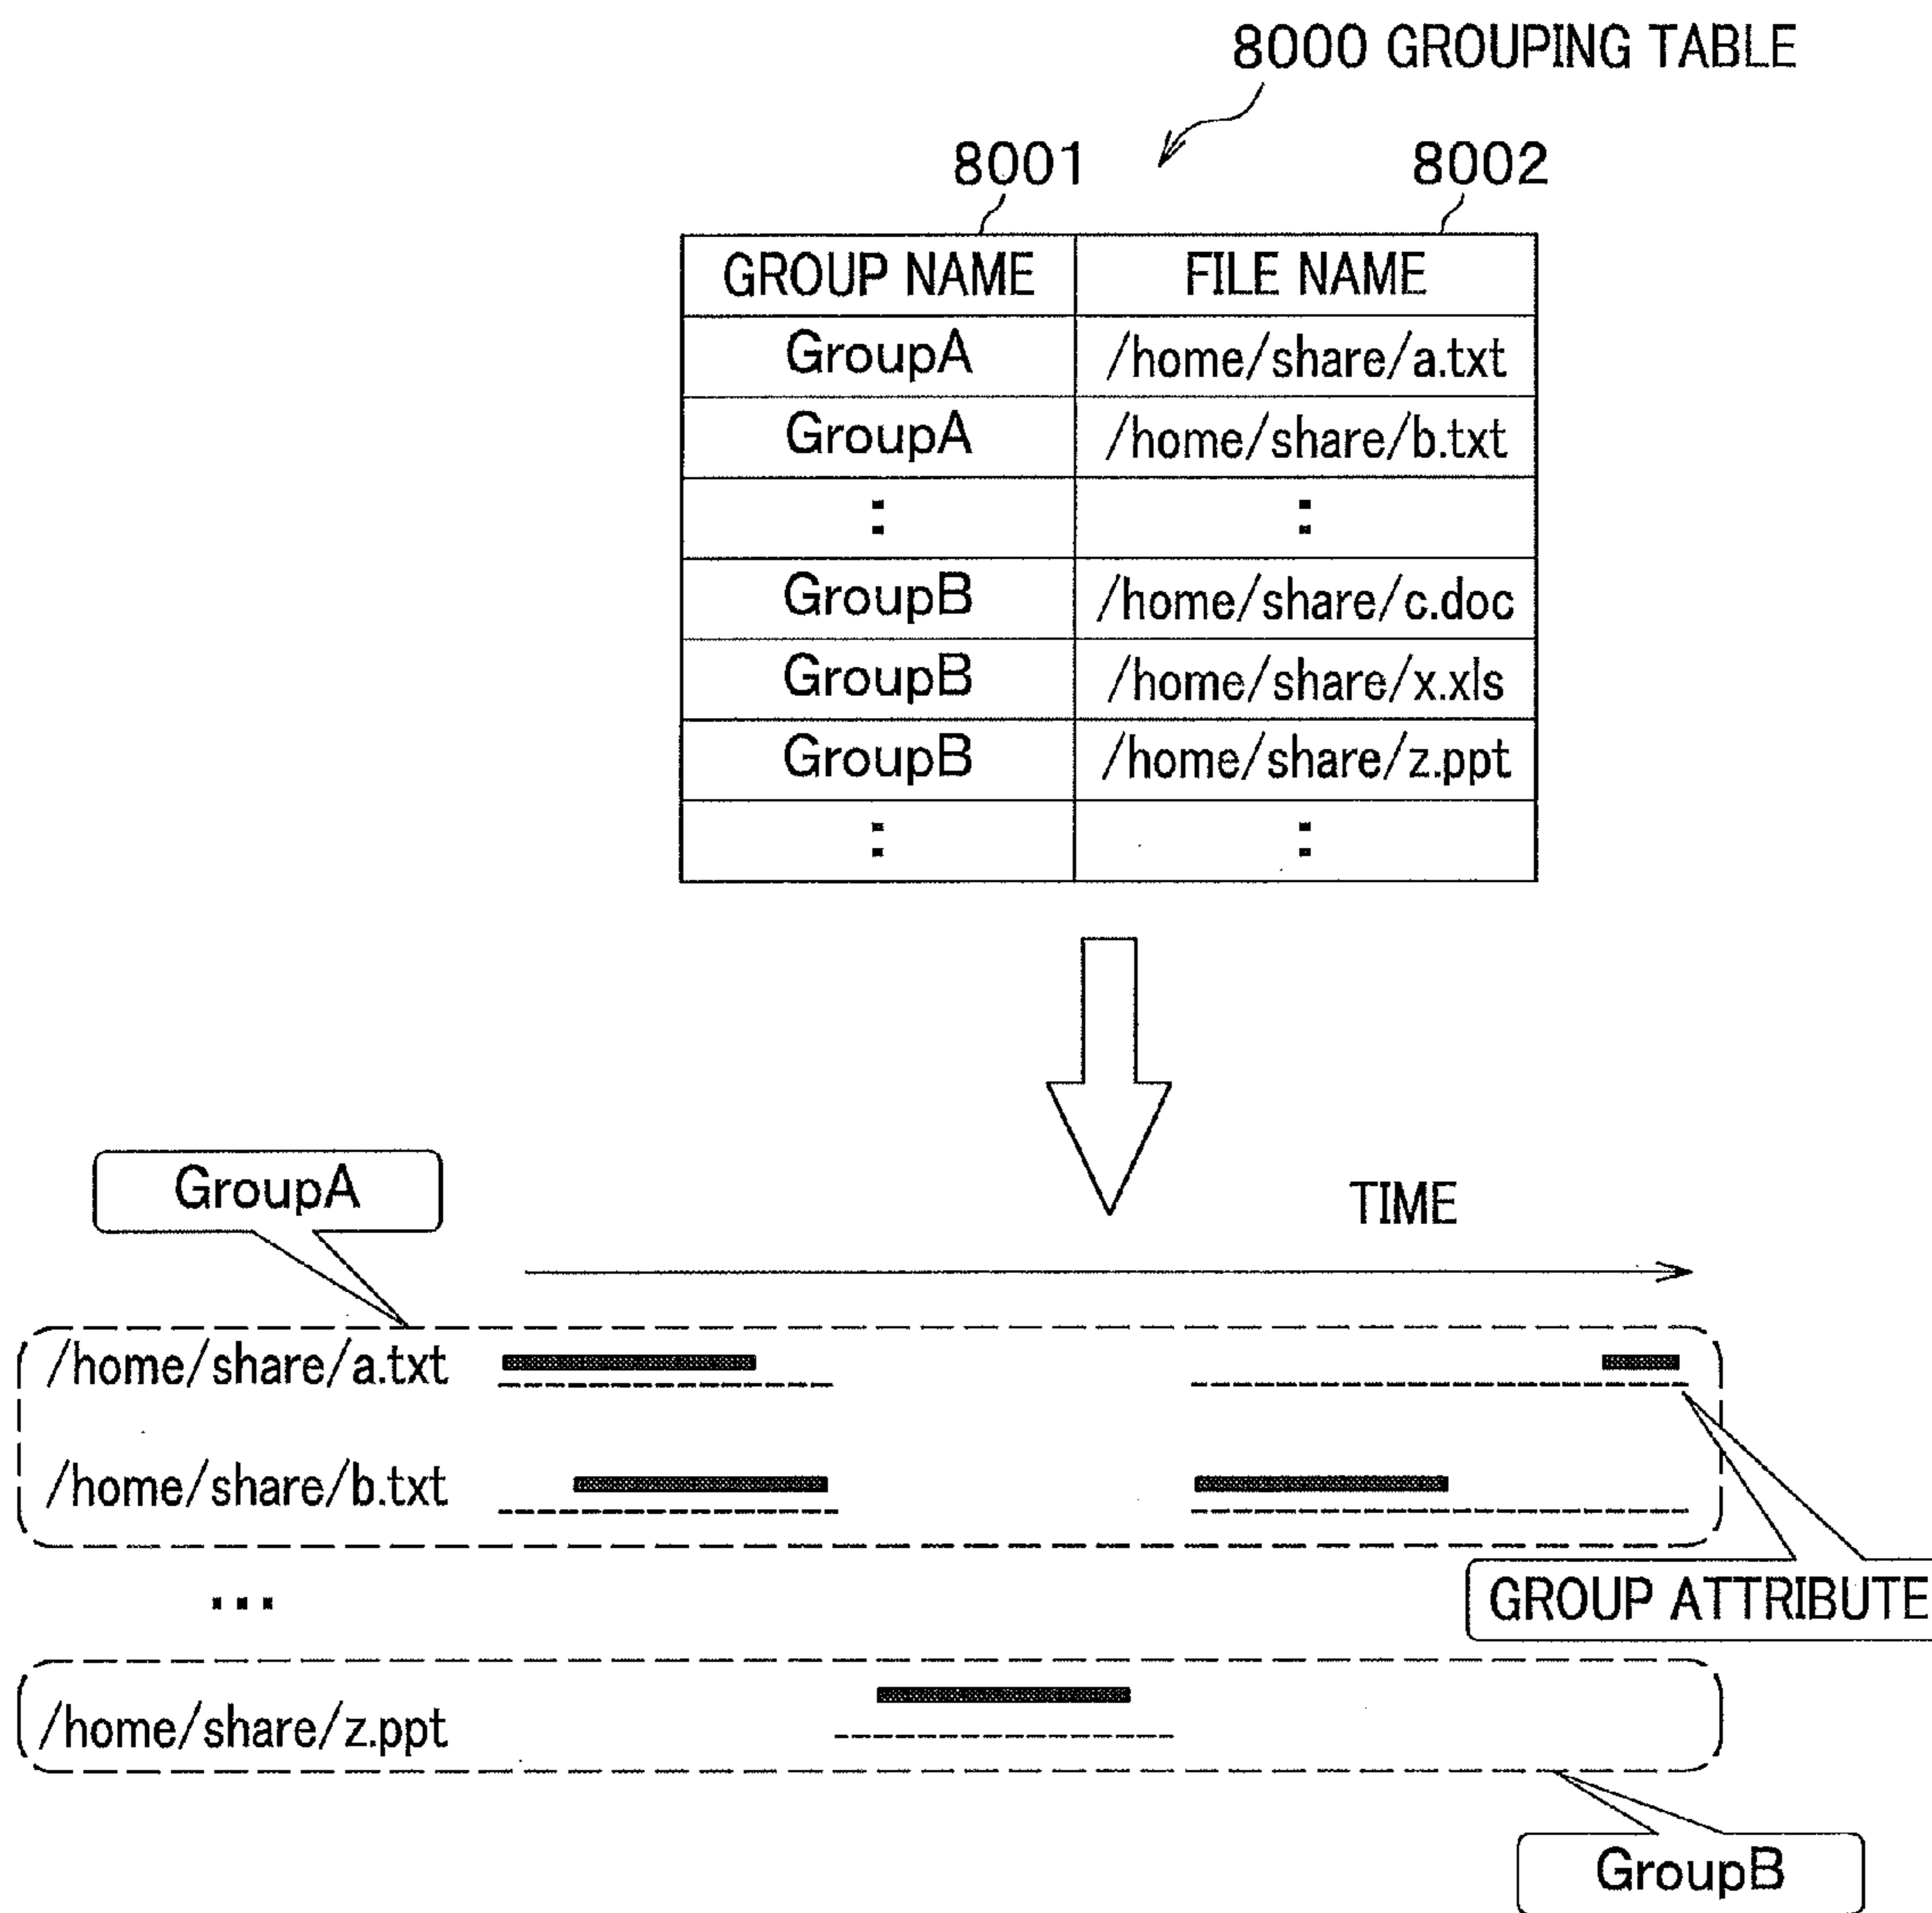 8000 GROUPING TABLE
8001 8002
GROUP NAME FILE NAME
GroupA /home/share/a.txt
GroupA /home/share/b.txt
: :
GroupB /home/share/c.doc
GroupB /home/share/x.xls
GroupB /home/share/z.ppt
: :
GroupA
TIME
/home/share/a.txt
/home/share/b.txt
GROUP ATTRIBUTE
...
/home/share/z.ppt
GroupB